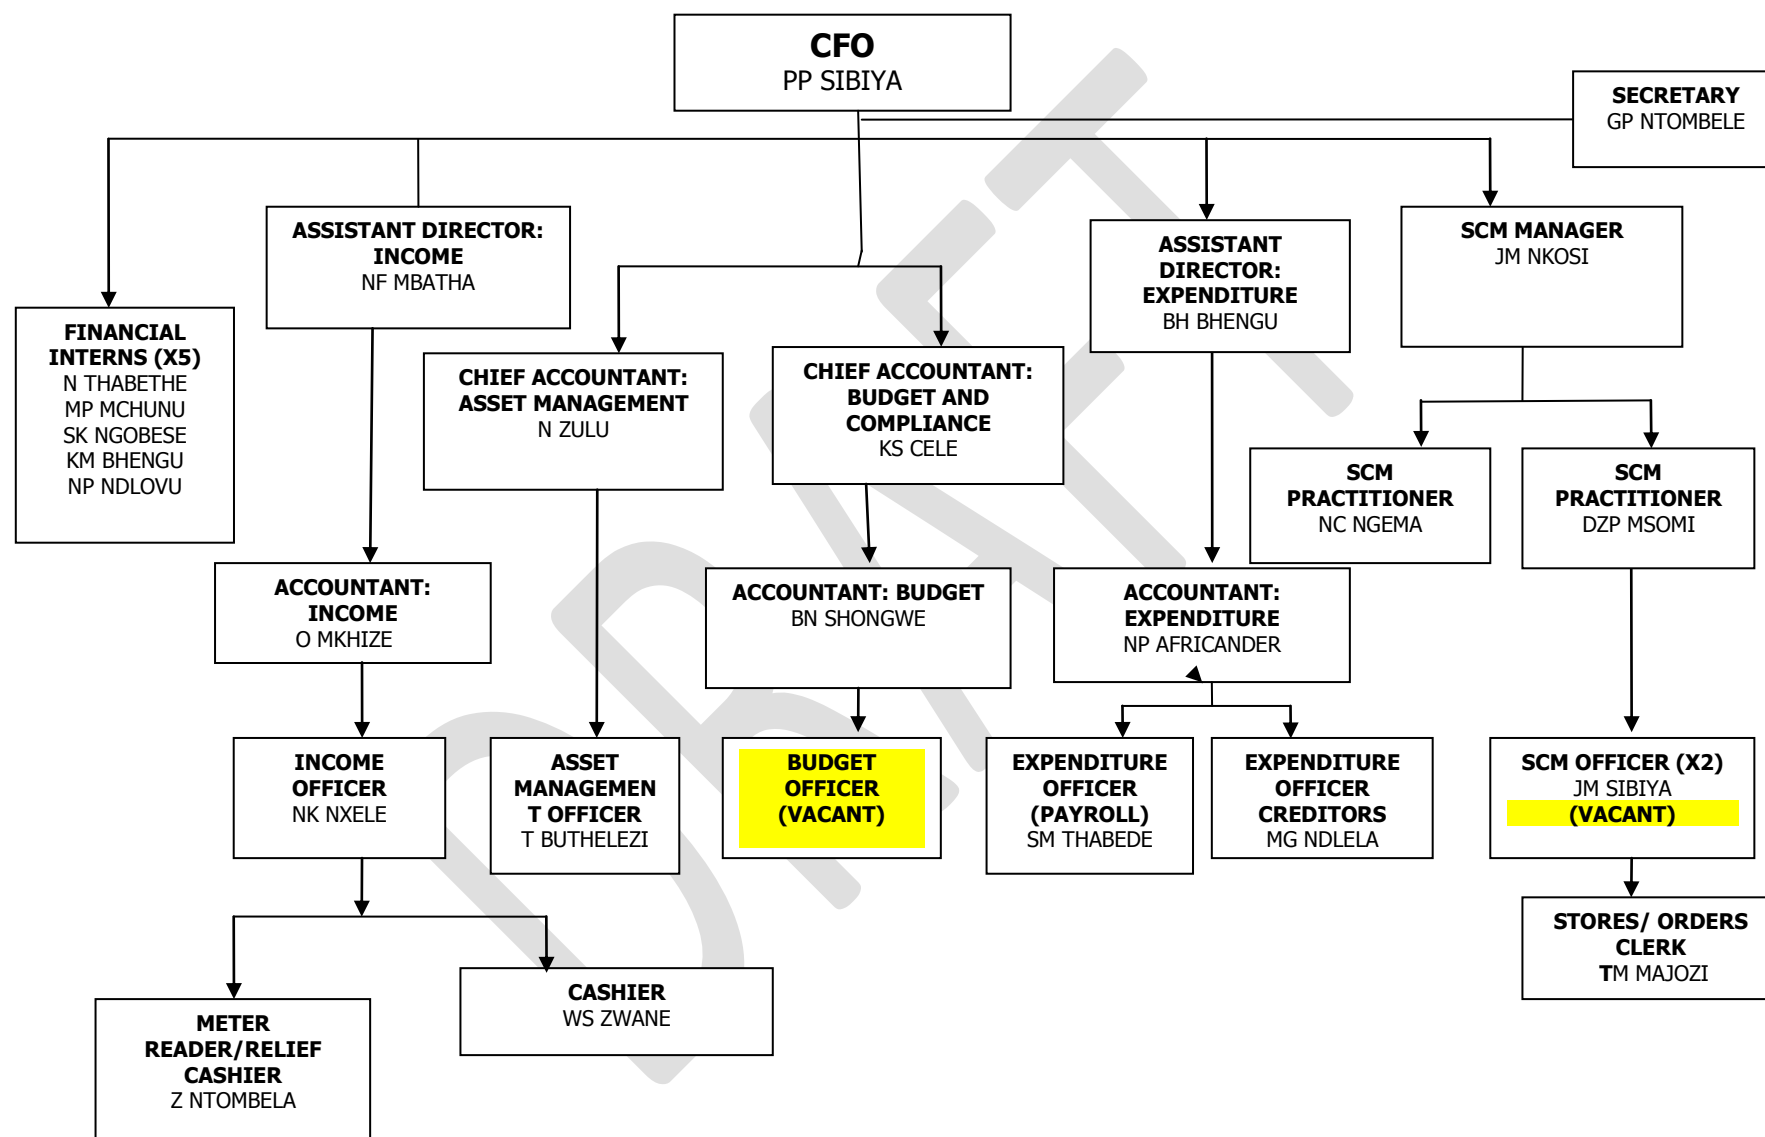 CFO
PP SIBIYA
SECRETARY
GP NTOMBELE
ASSISTANT DIRECTOR:
INCOME
NF MBATHA
ASSISTANT
DIRECTOR:
EXPENDITURE
BH BHENGU
SCM MANAGER
JM NKOSI
FINANCIAL
INTERNS (X5)
N THABETHE
MP MCHUNU
SK NGOBESE
KM BHENGU
NP NDLOVU
CHIEF ACCOUNTANT:
ASSET MANAGEMENT
N ZULU
CHIEF ACCOUNTANT:
BUDGET AND
COMPLIANCE
KS CELE
SCM
PRACTITIONER
NC NGEMA
SCM
PRACTITIONER
DZP MSOMI
ACCOUNTANT:
INCOME
O MKHIZE
ACCOUNTANT: BUDGET
BN SHONGWE
ACCOUNTANT:
EXPENDITURE
NP AFRICANDER
INCOME
OFFICER
NK NXELE
ASSET
MANAGEMEN
T OFFICER
T BUTHELEZI
BUDGET
OFFICER
(VACANT)
EXPENDITURE
OFFICER
(PAYROLL)
SM THABEDE
EXPENDITURE
OFFICER
CREDITORS
MG NDLELA
SCM OFFICER (X2)
JM SIBIYA
(VACANT)
STORES/ ORDERS
CLERK
TM MAJOZI
CASHIER
WS ZWANE
METER
READER/RELIEF
CASHIER
Z NTOMBELA
DRAFT